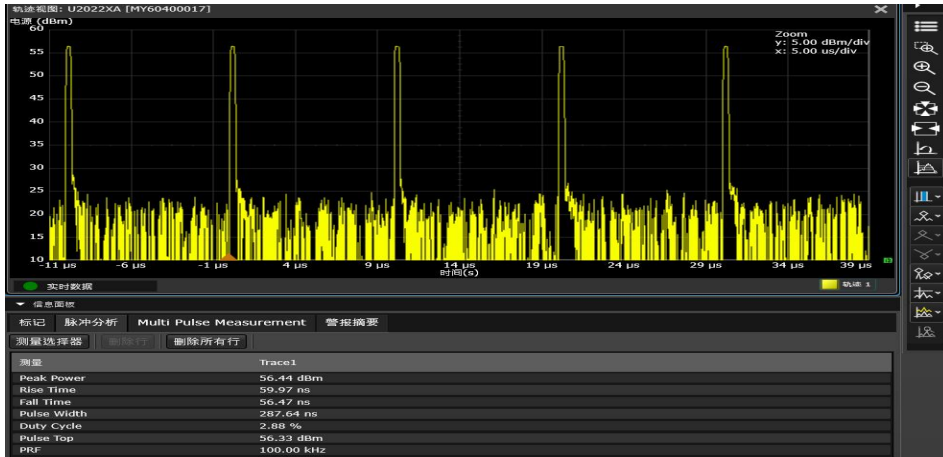 轨迹视图: U2022XA [MY60400017]
电源 (dBm)
60
Zoom
y: 5.00 dBm/div
x: 5.00 us/div
55
50
45
40
35
30
25
20
15
10
-11 µs -6 µs -1 µs 4 µs 9 µs 14 µs 19 µs 24 µs 29 µs 34 µs 39 µs
时间(s)
实时数据 轨迹 1
信息面板
标记 脉冲分析 Multi Pulse Measurement 警报摘要
测量选择器 删除行 删除所有行
测量 Trace1
Peak Power 56.44 dBm
Rise Time 59.97 ns
Fall Time 56.47 ns
Pulse Width 287.64 ns
Duty Cycle 2.88 %
Pulse Top 56.33 dBm
PRF 100.00 kHz